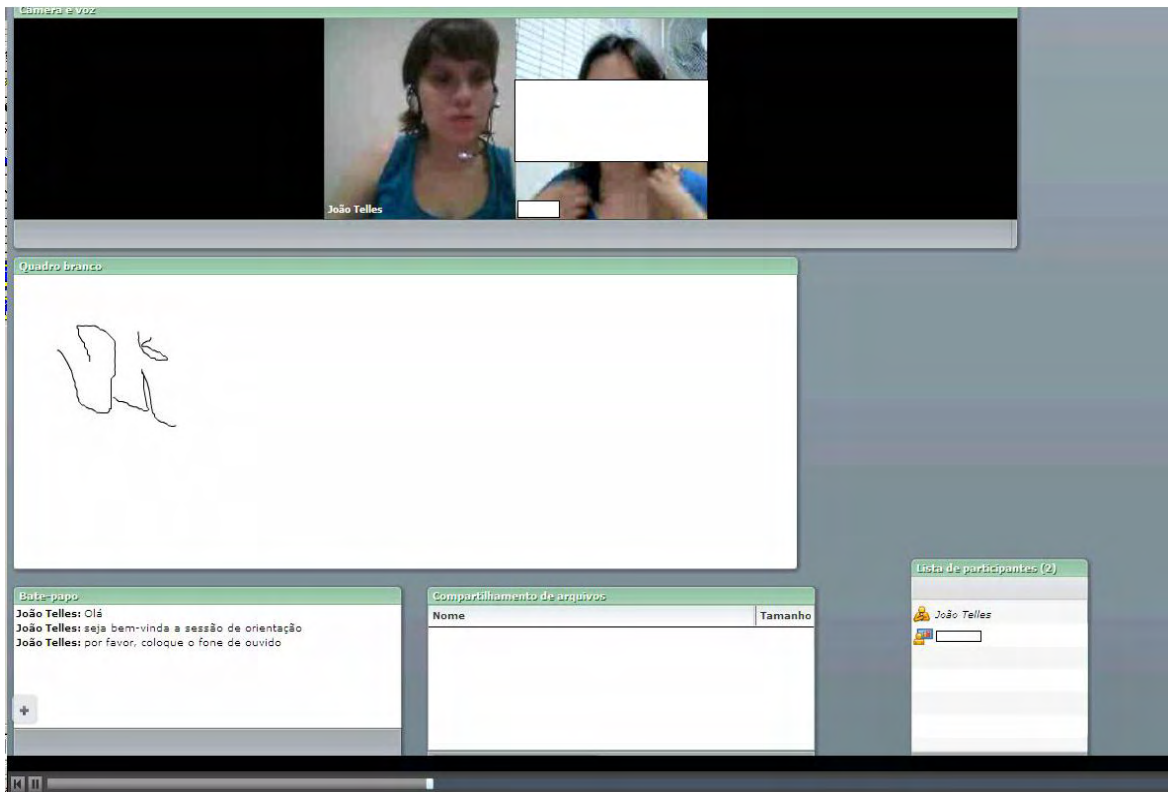 Câmera e voz
João Telles
Quadro branco
Bate-papo
João Telles: Olá
João Telles: seja bem-vinda a sessão de orientação
João Telles: por favor, coloque o fone de ouvido
Compartilhamento de arquivos
Nome Tamanho
Lista de participantes (2)
João Telles